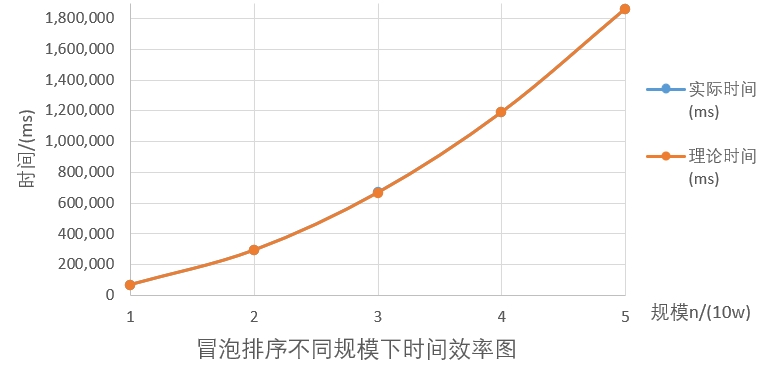 1,800,000
1,600,000
1,400,000
1,200,000
1,000,000
800,000
600,000
400,000
200,000
0
时间/(ms)
1 2 3 4 5
规模n/(10w)
实际时间
(ms)
理论时间
(ms)
冒泡排序不同规模下时间效率图